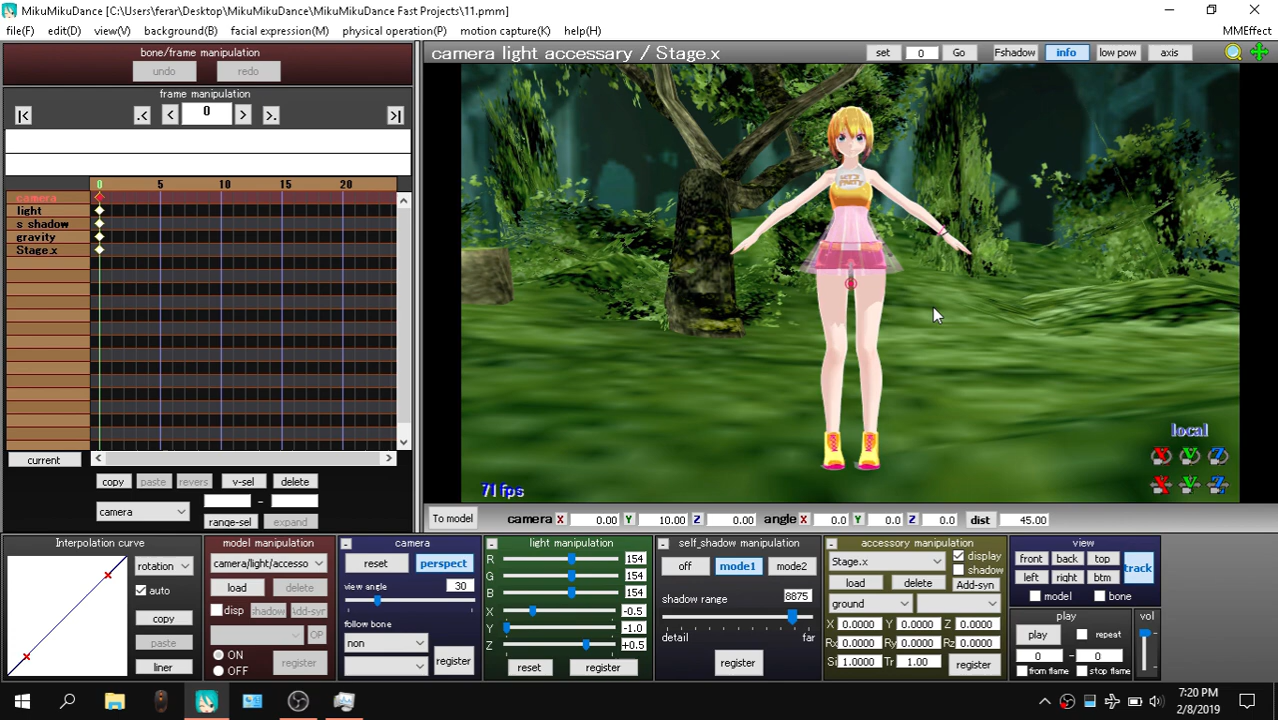 MikuMikuDance [C:\Users\ferar\Desktop\MikuMikuDance\MikuMikuDance Fast Projects\11.pmm]
file(F) edit(D) view(V) background(B) facial expression(M) physical operation(P) motion capture(K) help(H) MMEffect
bone/frame manipulation
undo redo
frame manipulation
|< .< < 0 > >. >|
0 5 10 15 20
camera
light
s shadow
gravity
Stage.x
current
copy paste revers v-sel delete
-
camera range-sel expand
camera light accessary / Stage.x set 0 Go Fshadow info low pow axis
LET'S
PARTY
local
X Y Z
X Y Z
71 fps
To model camera X 0.00 Y 10.00 Z 0.00 angle X 0.0 Y 0.0 Z 0.0 dist 45.00
Interpolation curve
rotation
auto
copy
paste
liner
model manipulation
camera/light/accesso
load delete
disp shadow Add-syn
OP
ON
OFF
register
- camera
reset perspect
view angle 30
follow bone
non
register
- light manipulation
R 154
G 154
B 154
X -0.5
Y -1.0
Z +0.5
reset register
- self_shadow manipulation
off mode1 mode2
shadow range 8875
detail far
register
- accessory manipulation
Stage.x display
shadow
load delete Add-syn
ground
X 0.0000 Y 0.0000 Z 0.0000
Rx 0.0000 Ry 0.0000 Rz 0.0000
Si 1.0000 Tr 1.00 register
view
front back top
left right btm
track
model bone
play
play repeat
0 - 0
from flame stop flame
vol
7:20 PM
2/8/2019